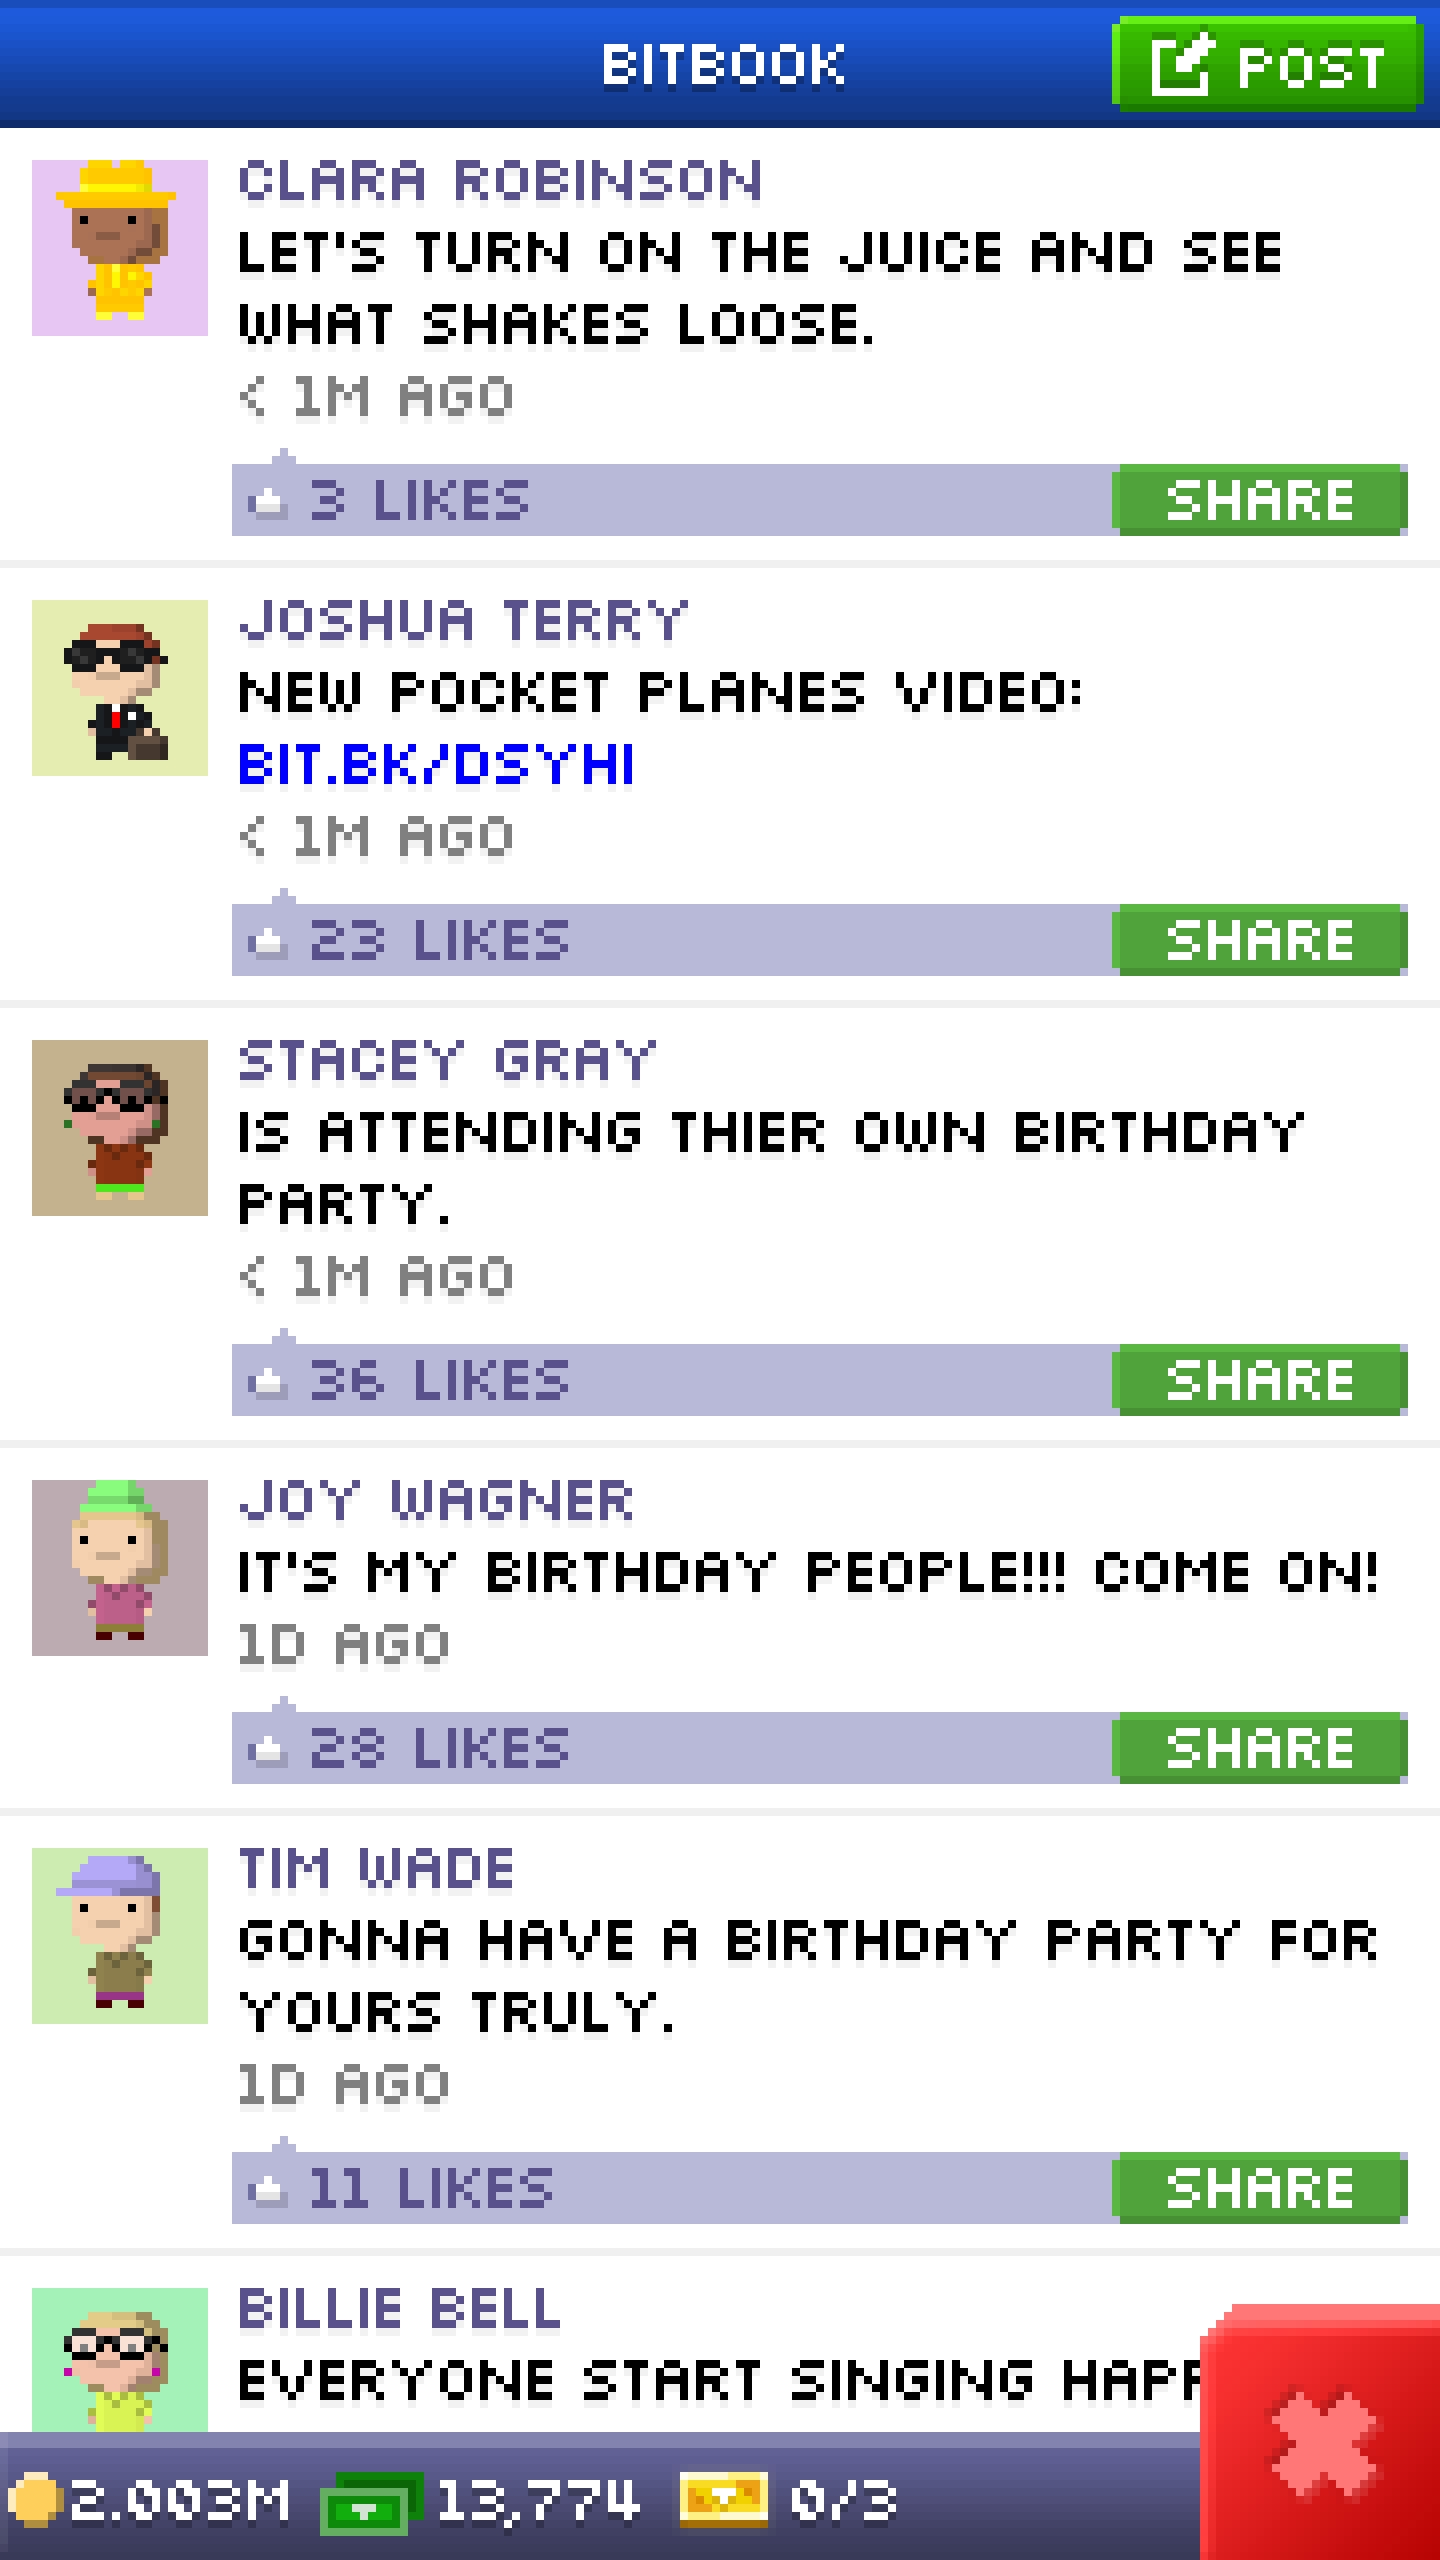 BITBOOK
POST
CLARA ROBINSON
LET'S TURN ON THE JUICE AND SEE
WHAT SHAKES LOOSE.
< 1M AGO
3 LIKES
SHARE
JOSHUA TERRY
NEW POCKET PLANES VIDEO:
BIT.BK/DSYHI
< 1M AGO
23 LIKES
SHARE
STACEY GRAY
IS ATTENDING THIER OWN BIRTHDAY
PARTY.
< 1M AGO
36 LIKES
SHARE
JOY WAGNER
IT'S MY BIRTHDAY PEOPLE!!! COME ON!
1D AGO
28 LIKES
SHARE
TIM WADE
GONNA HAVE A BIRTHDAY PARTY FOR
YOURS TRULY.
1D AGO
11 LIKES
SHARE
BILLIE BELL
EVERYONE START SINGING
2.003M
13,774
0/3